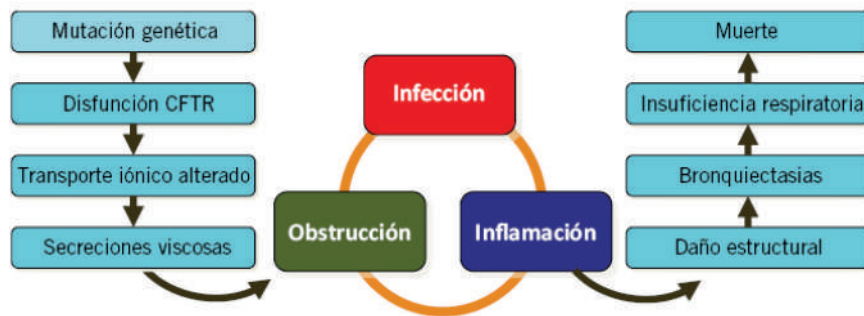 Mutación genética
Disfunción CFTR
Transporte iónico alterado
Secreciones viscosas
Infección
Obstrucción
Inflamación
Muerte
Insuficiencia respiratoria
Bronquiectasias
Daño estructural